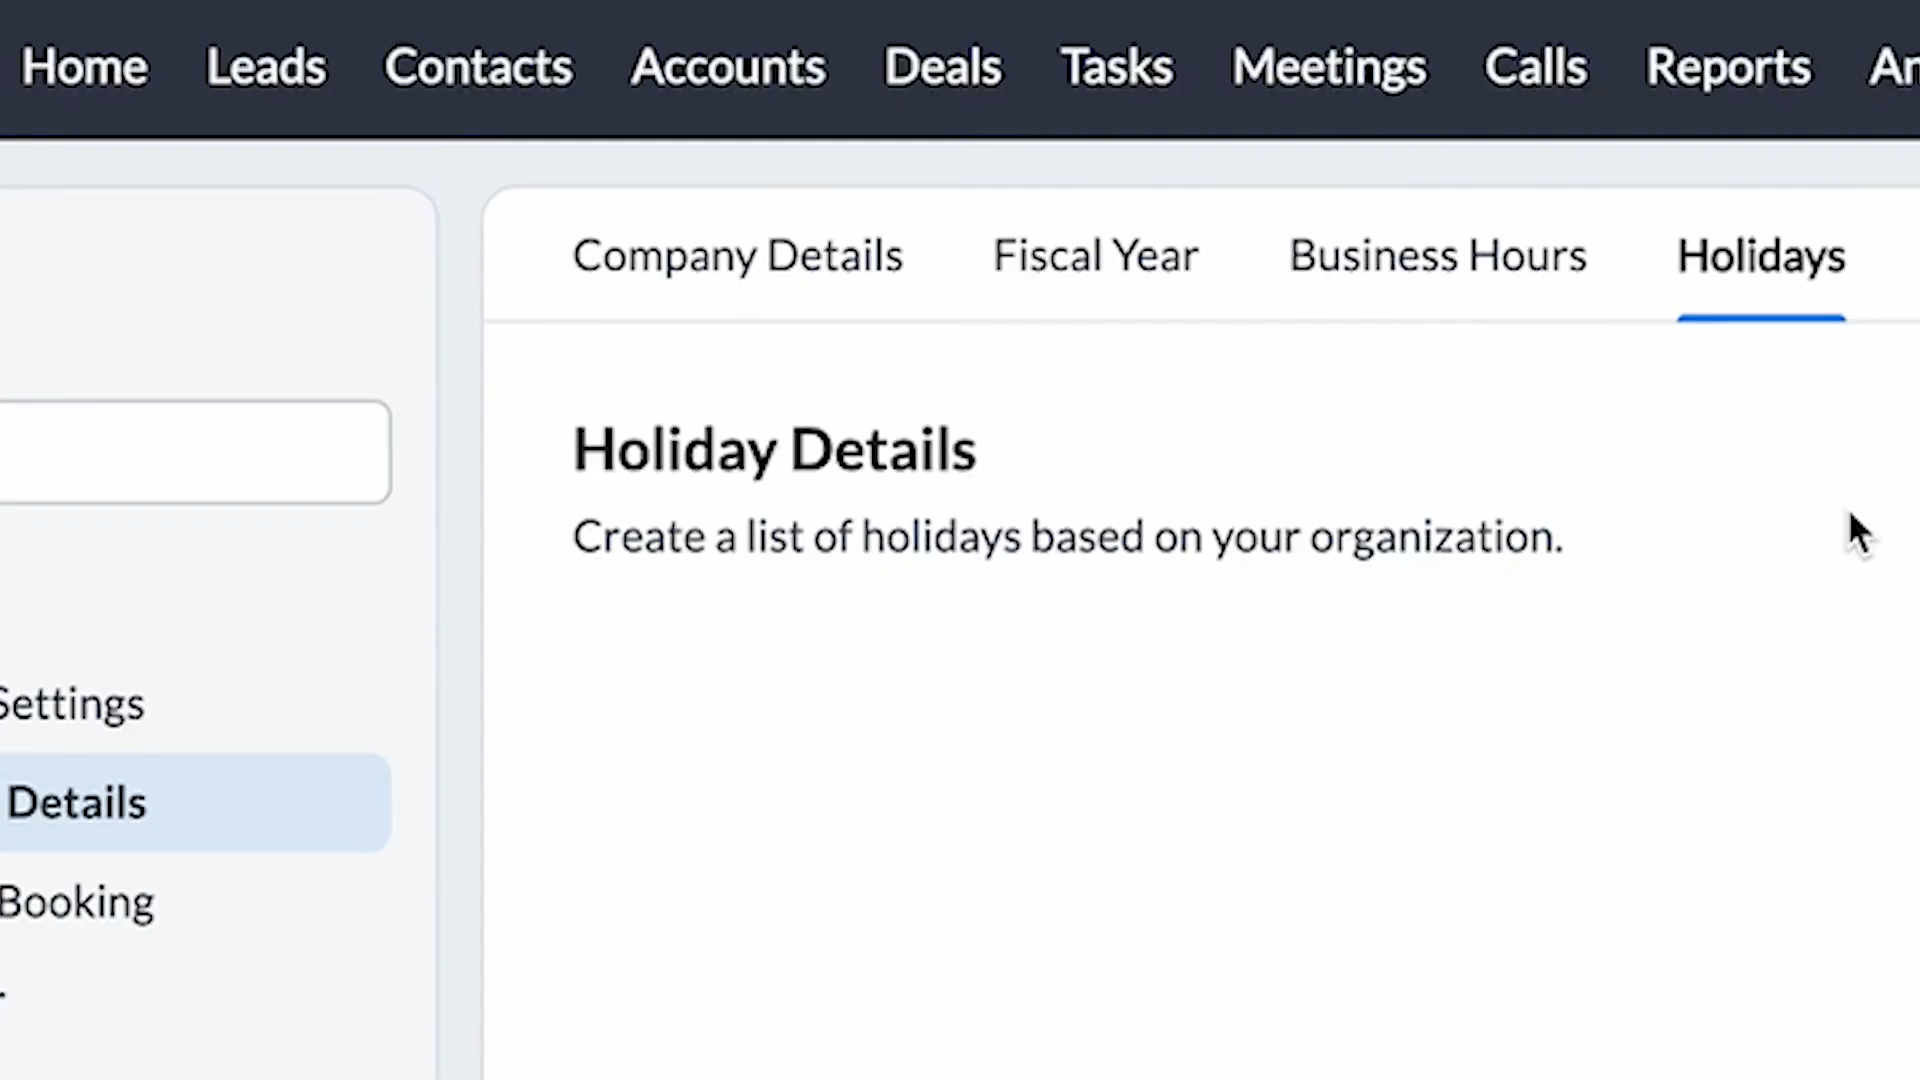 Home Leads Contacts Accounts Deals Tasks Meetings Calls Reports
Company Details Fiscal Year Business Hours Holidays
Holiday Details
Create a list of holidays based on your organization.
Settings
Details
Booking